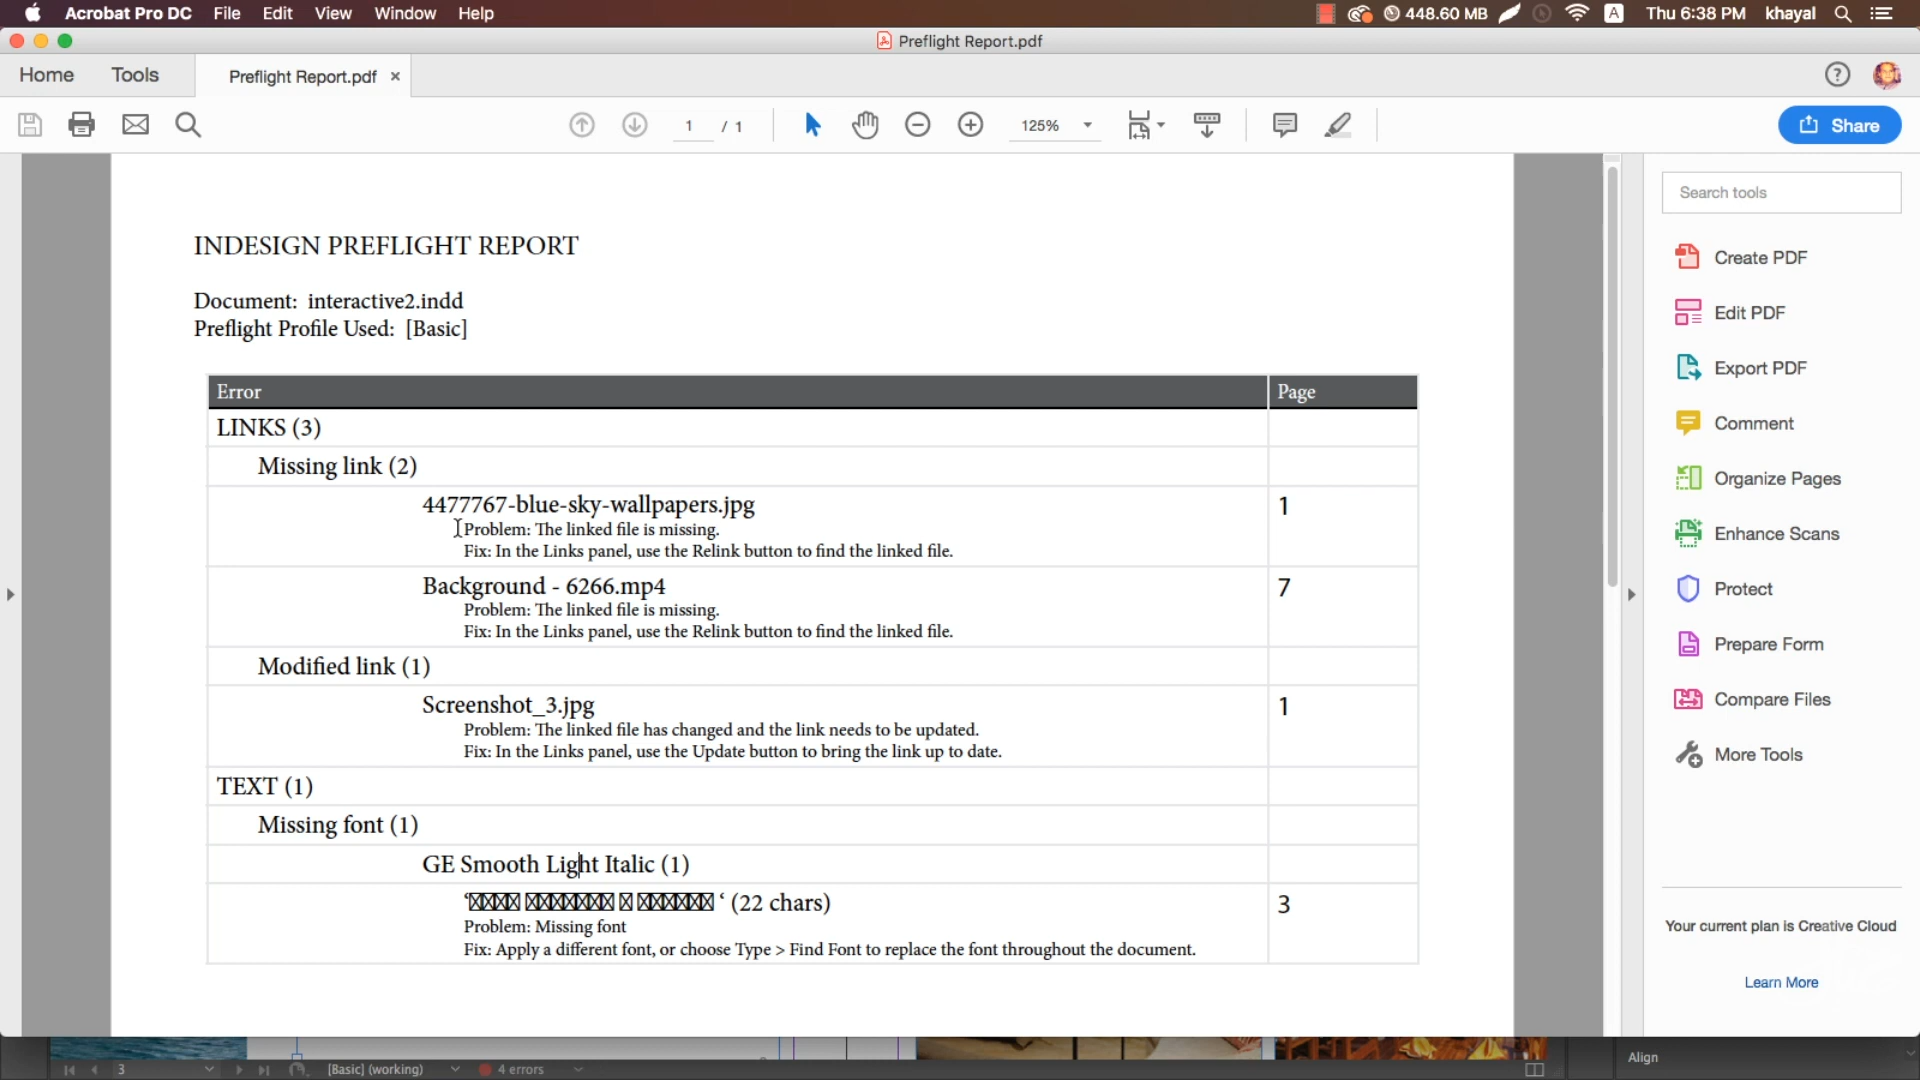 Acrobat Pro DC File Edit View Window Help 448.60 MB A Thu 6:38 PM khayal
Preflight Report.pdf
Home Tools Preflight Report.pdf ×
1 / 1 125% Share
Search tools
INDESIGN PREFLIGHT REPORT
Document: interactive2.indd
Preflight Profile Used: [Basic]
Error Page
LINKS (3)
Missing link (2)
4477767-blue-sky-wallpapers.jpg 1
Problem: The linked file is missing.
Fix: In the Links panel, use the Relink button to find the linked file.
Background - 6266.mp4 7
Problem: The linked file is missing.
Fix: In the Links panel, use the Relink button to find the linked file.
Modified link (1)
Screenshot_3.jpg 1
Problem: The linked file has changed and the link needs to be updated.
Fix: In the Links panel, use the Update button to bring the link up to date.
TEXT (1)
Missing font (1)
GE Smooth Light Italic (1)
(22 chars) 3
Problem: Missing font
Fix: Apply a different font, or choose Type > Find Font to replace the font throughout the document.
Create PDF
Edit PDF
Export PDF
Comment
Organize Pages
Enhance Scans
Protect
Prepare Form
Compare Files
More Tools
Your current plan is Creative Cloud
Learn More
3 [Basic] (working) 4 errors
Align